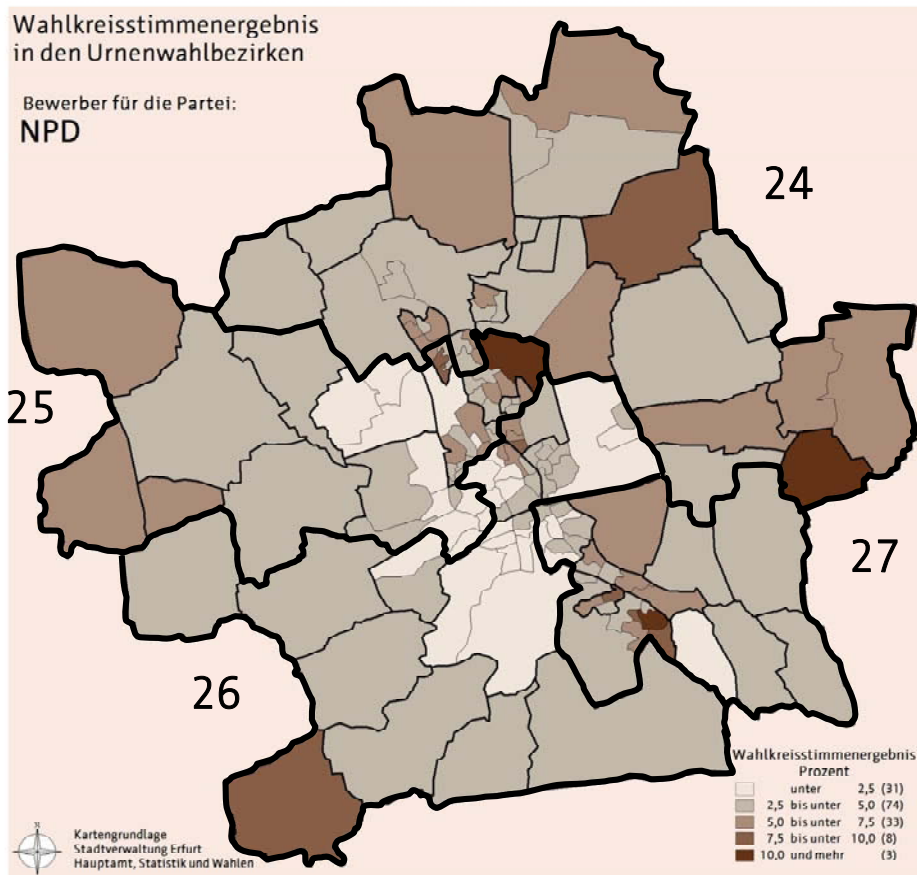 Wahlkreisstimmenergebnis
in den Urnenwahlbezirken
Bewerber für die Partei:
NPD
24
25
27
26
Wahlkreisstimmenergebnis
Prozent
unter 2,5 (31)
2,5 bis unter 5,0 (74)
5,0 bis unter 7,5 (33)
7,5 bis unter 10,0 (8)
10,0 und mehr (3)
N
Kartengrundlage
Stadtverwaltung Erfurt
Hauptamt, Statistik und Wahlen